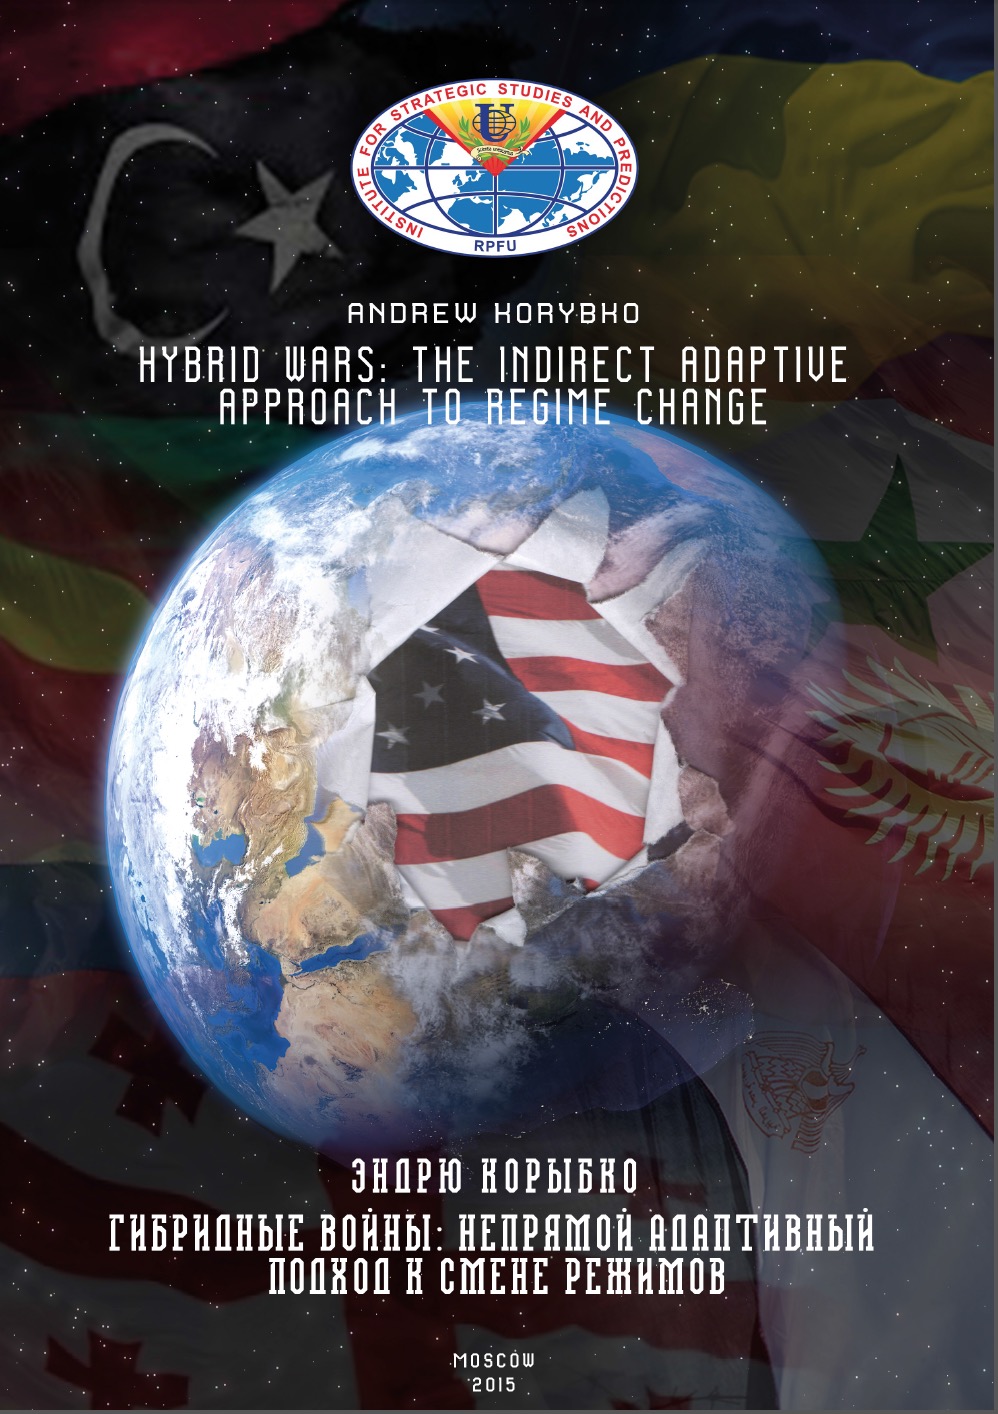 INSTITUTE FOR STRATEGIC STUDIES AND PREDICTIONS
RPFU
ANDREW KORYBKO
HYBRID WARS: THE INDIRECT ADAPTIVE
APPROACH TO REGIME CHANGE
ЭНДРЮ КОРЫБКО
ГИБРИДНЫЕ ВОЙНЫ: НЕПРЯМОЙ АДАПТИВНЫЙ
ПОДХОД К СМЕНЕ РЕЖИМОВ
MOSCOW
2015